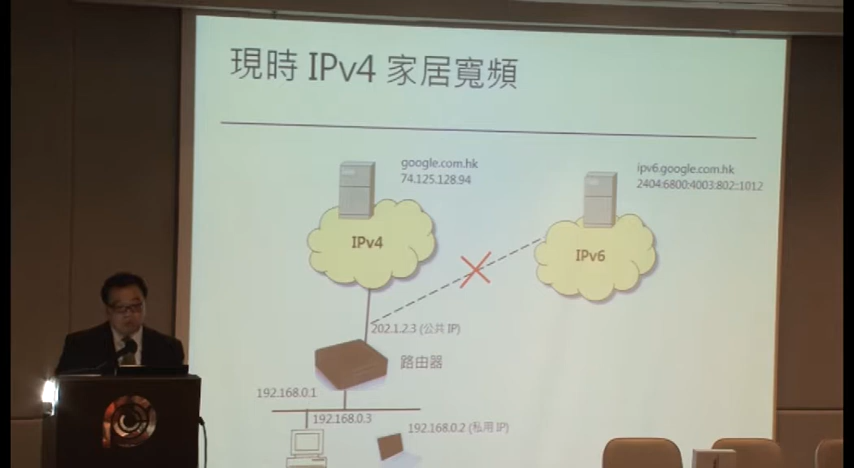 現時 IPv4 家居寬頻
google.com.hk
74.125.128.94
ipv6.google.com.hk
2404:6800:4003:802::1012
IPv4
IPv6
202.1.2.3 (公共 IP)
路由器
192.168.0.1
192.168.0.3
192.168.0.2 (私用 IP)